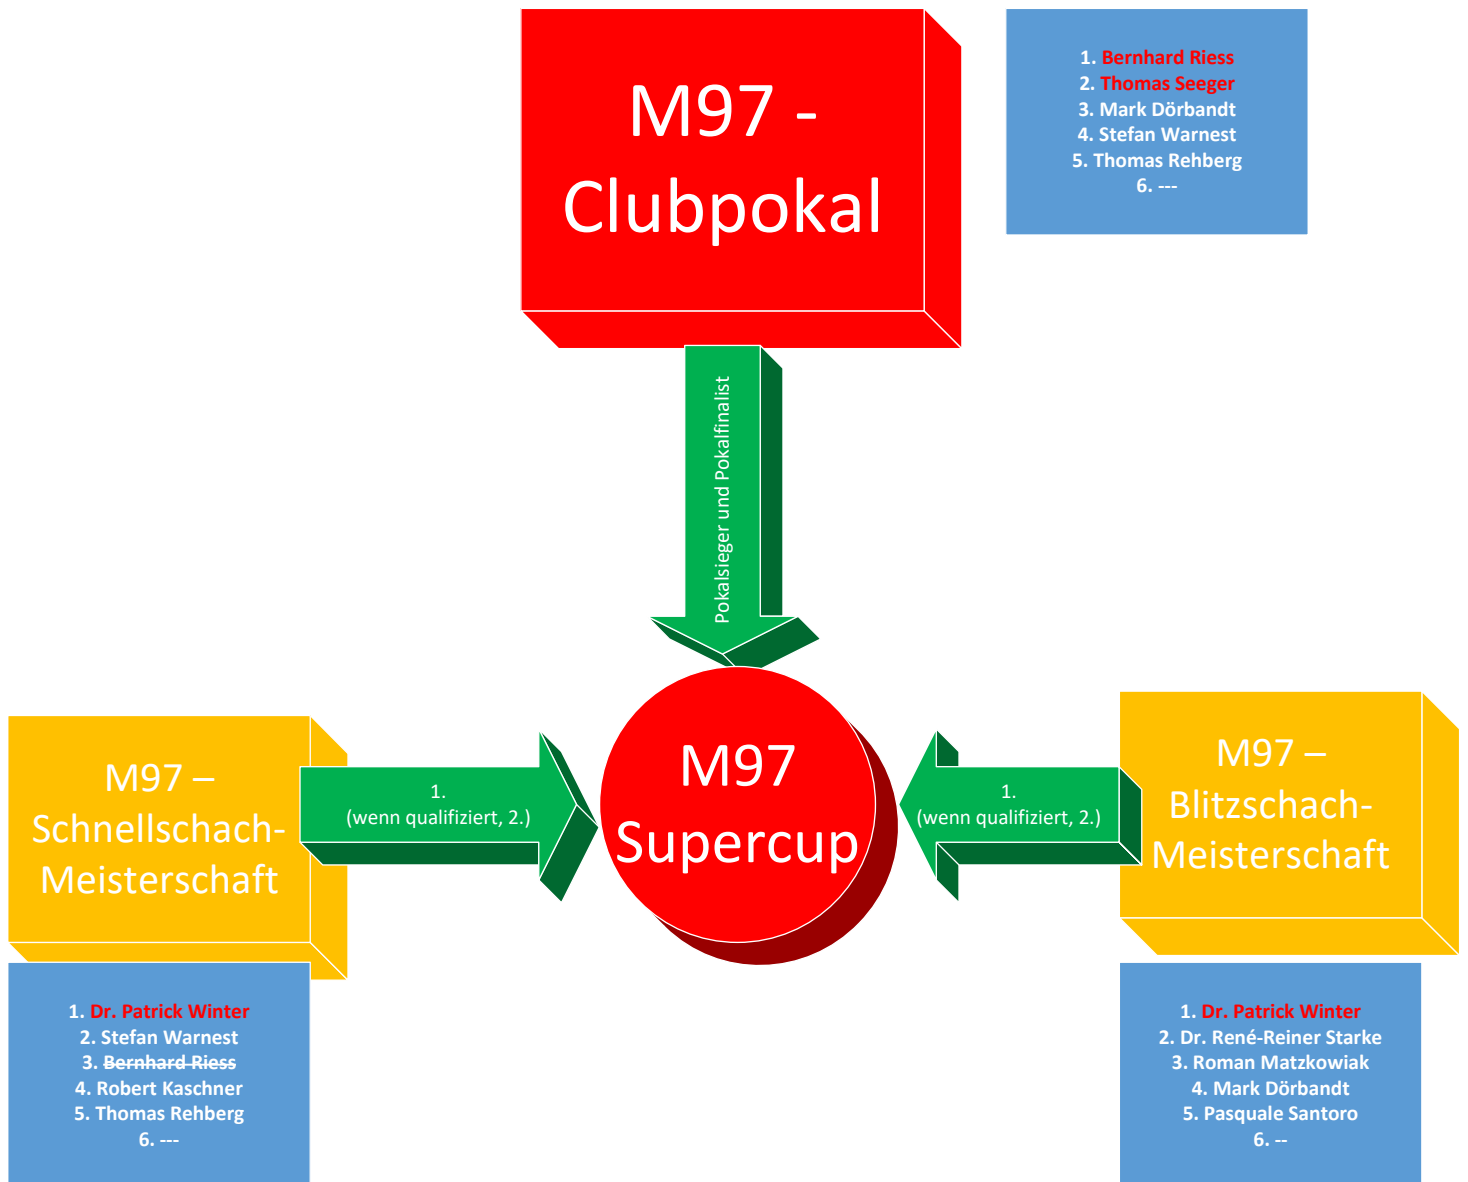 M97 -
Clubpokal
1. Bernhard Riess
2. Thomas Seeger
3. Mark Dörbandt
4. Stefan Warnest
5. Thomas Rehberg
6. ---
Pokalsieger und Pokalfinalist
M97 –
Schnellschach-
Meisterschaft
1.
(wenn qualifiziert, 2.)
M97
Supercup
1.
(wenn qualifiziert, 2.)
M97 –
Blitzschach-
Meisterschaft
1. Dr. Patrick Winter
2. Stefan Warnest
3. Bernhard Riess
4. Robert Kaschner
5. Thomas Rehberg
6. ---
1. Dr. Patrick Winter
2. Dr. René-Reiner Starke
3. Roman Matzkowiak
4. Mark Dörbandt
5. Pasquale Santoro
6. --